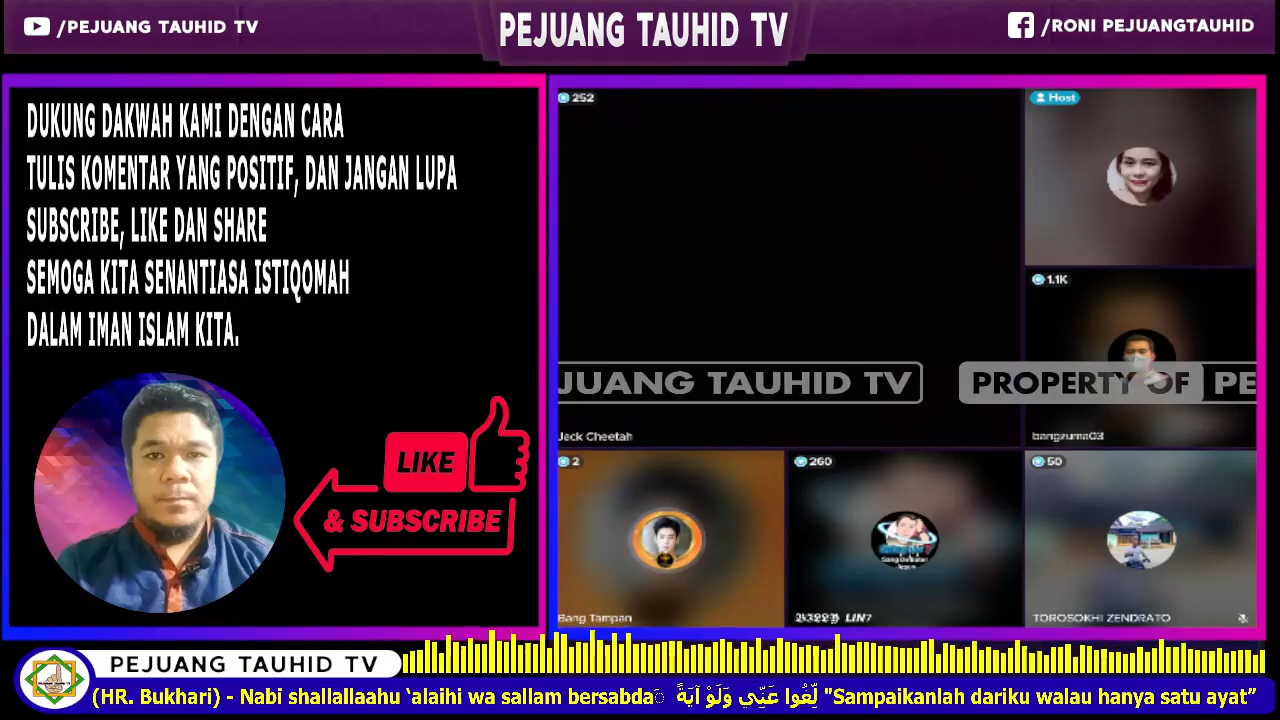 /PEJUANG TAUHID TV
PEJUANG TAUHID TV
/RONI PEJUANGTAUHID
DUKUNG DAKWAH KAMI DENGAN CARA
TULIS KOMENTAR YANG POSITIF, DAN JANGAN LUPA
SUBSCRIBE, LIKE DAN SHARE
SEMOGA KITA SENANTIASA ISTIQOMAH
DALAM IMAN ISLAM KITA.
LIKE
& SUBSCRIBE
252
Host
1.1K
JUANG TAUHID TV
PROPERTY OF PE
Jack Cheetah
bangzuma03
2
260
50
Bang Tampan
LIN7
TOROSOKHI ZENDRATO
PEJUANG TAUHID TV
(HR. Bukhari) - Nabi shallallaahu ‘alaihi wa sallam bersabda لِّغُوا عَنِّي وَلَوْ آيَةً "Sampaikanlah dariku walau hanya satu ayat”